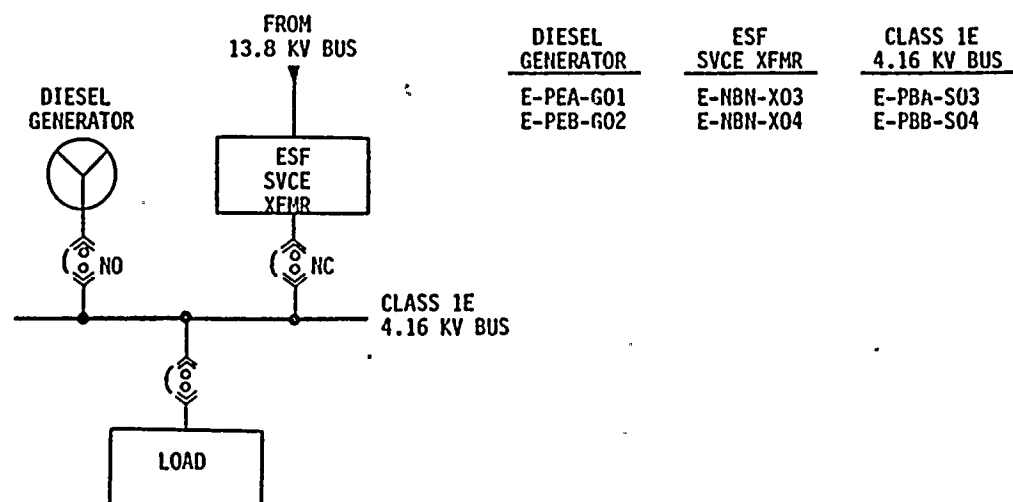 FROM
13.8 KV BUS
DIESEL
GENERATOR
ESF
SVCE
XFMR
NO
NC
CLASS 1E
4.16 KV BUS
LOAD
DIESEL GENERATOR ESF SVCE XFMR CLASS 1E 4.16 KV BUS
E-PEA-G01 E-NBN-X03 E-PBA-S03
E-PEB-G02 E-NBN-X04 E-PBB-S04